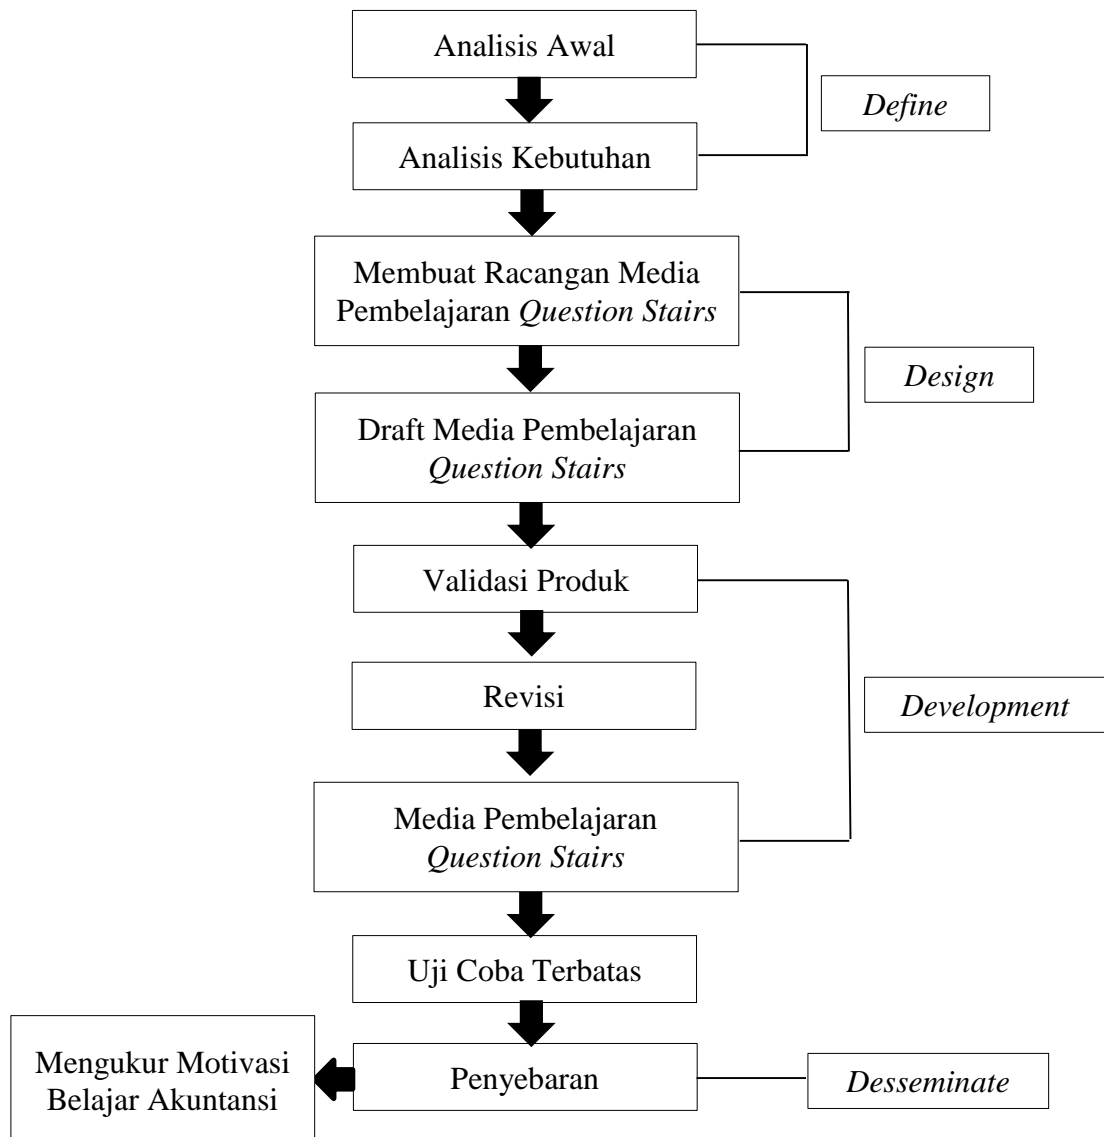 Analisis Awal
Define
Analisis Kebutuhan
Membuat Racangan Media
Pembelajaran Question Stairs
Design
Draft Media Pembelajaran
Question Stairs
Validasi Produk
Revisi
Development
Media Pembelajaran
Question Stairs
Uji Coba Terbatas
Mengukur Motivasi
Belajar Akuntansi
Penyebaran
Desseminate